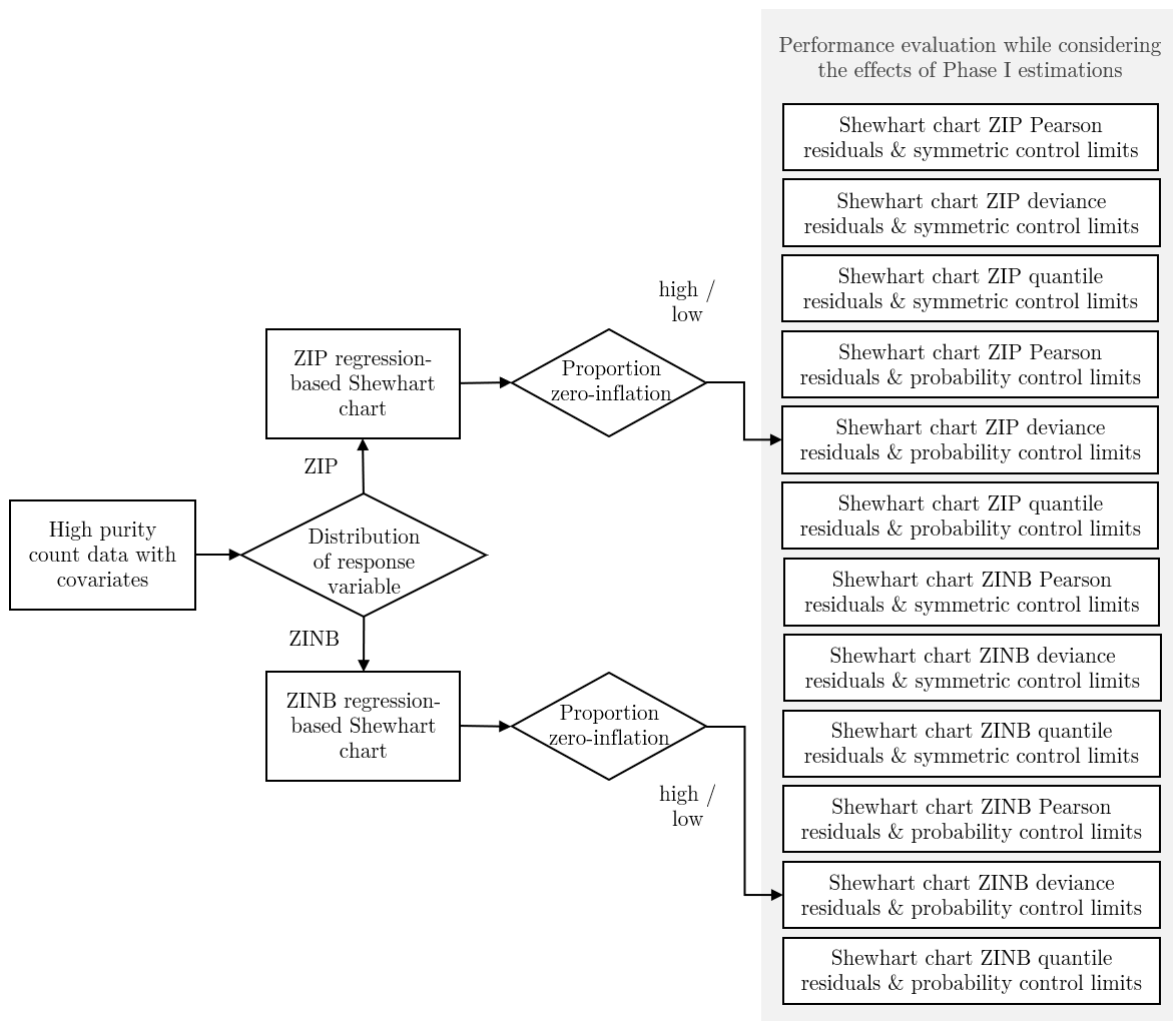 Performance evaluation while considering
the effects of Phase I estimations
Shewhart chart ZIP Pearson
residuals & symmetric control limits
Shewhart chart ZIP deviance
residuals & symmetric control limits
Shewhart chart ZIP quantile
residuals & symmetric control limits
Shewhart chart ZIP Pearson
residuals & probability control limits
Shewhart chart ZIP deviance
residuals & probability control limits
Shewhart chart ZIP quantile
residuals & probability control limits
Shewhart chart ZINB Pearson
residuals & symmetric control limits
Shewhart chart ZINB deviance
residuals & symmetric control limits
Shewhart chart ZINB quantile
residuals & symmetric control limits
Shewhart chart ZINB Pearson
residuals & probability control limits
Shewhart chart ZINB deviance
residuals & probability control limits
Shewhart chart ZINB quantile
residuals & probability control limits
high /
low
ZIP regression-
based Shewhart
chart
Proportion
zero-inflation
ZIP
High purity
count data with
covariates
Distribution
of response
variable
ZINB
ZINB regression-
based Shewhart
chart
Proportion
zero-inflation
high /
low